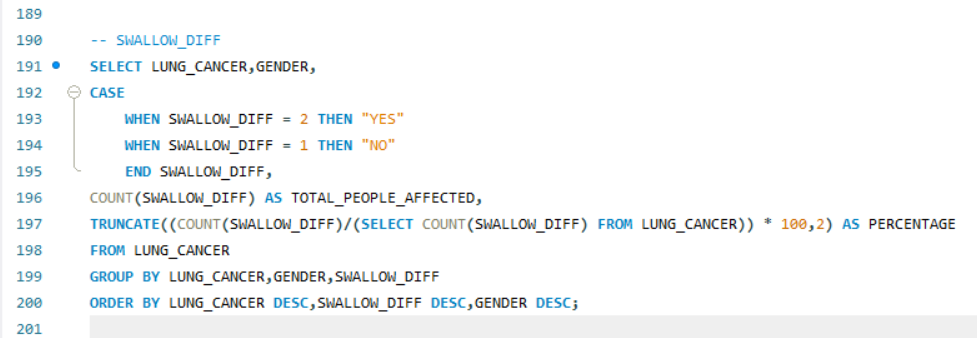 189
190 -- SWALLOW_DIFF
191 SELECT LUNG_CANCER,GENDER,
192 CASE
193 WHEN SWALLOW_DIFF = 2 THEN "YES"
194 WHEN SWALLOW_DIFF = 1 THEN "NO"
195 END SWALLOW_DIFF,
196 COUNT(SWALLOW_DIFF) AS TOTAL_PEOPLE_AFFECTED,
197 TRUNCATE((COUNT(SWALLOW_DIFF)/(SELECT COUNT(SWALLOW_DIFF) FROM LUNG_CANCER)) * 100,2) AS PERCENTAGE
198 FROM LUNG_CANCER
199 GROUP BY LUNG_CANCER,GENDER,SWALLOW_DIFF
200 ORDER BY LUNG_CANCER DESC,SWALLOW_DIFF DESC,GENDER DESC;
201